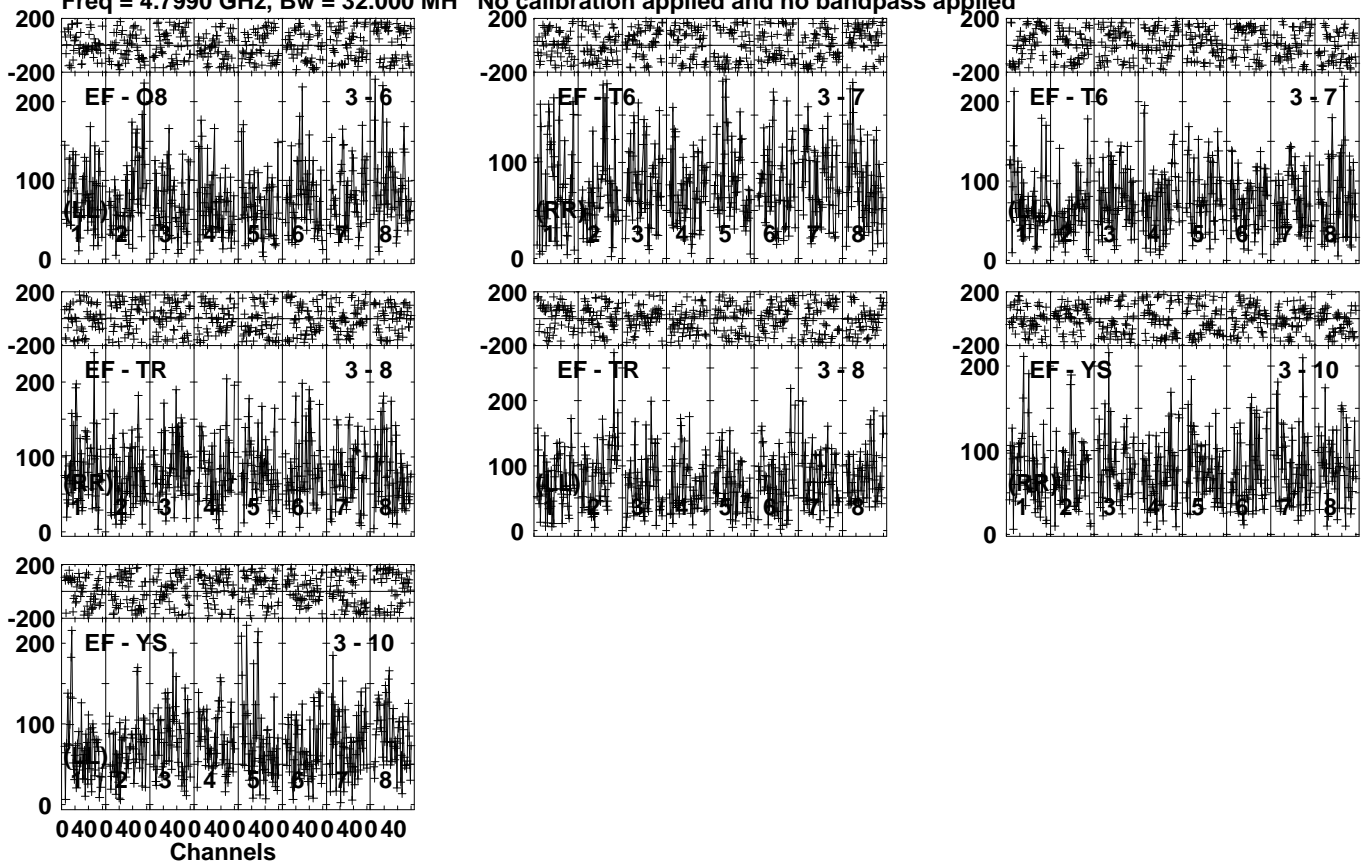 Freq = 4.7990 GHz, Bw = 32.000 MH No calibration applied and no bandpass applied
200 200 200
-200 -200 -200
200 EF - O8 3 - 6 200 EF - T6 3 - 7 200 EF - T6 3 - 7
100 100 100
(LL) (RR) (LL)
1 2 3 4 5 6 7 8 1 2 3 4 5 6 7 8 1 2 3 4 5 6 7 8
0 0 0
200 200 200
-200 -200 -200
200 EF - TR 3 - 8 200 EF - TR 3 - 8 200 EF - YS 3 - 10
100 100 100
(RR) (LL) (RR)
1 2 3 4 5 6 7 8 1 2 3 4 5 6 7 8 1 2 3 4 5 6 7 8
0 0 0
200
-200
200 EF - YS 3 - 10
100
(LL)
1 2 3 4 5 6 7 8
0
0 40 0 40 0 40 0 40 0 40 0 40 0 40 0 40
Channels